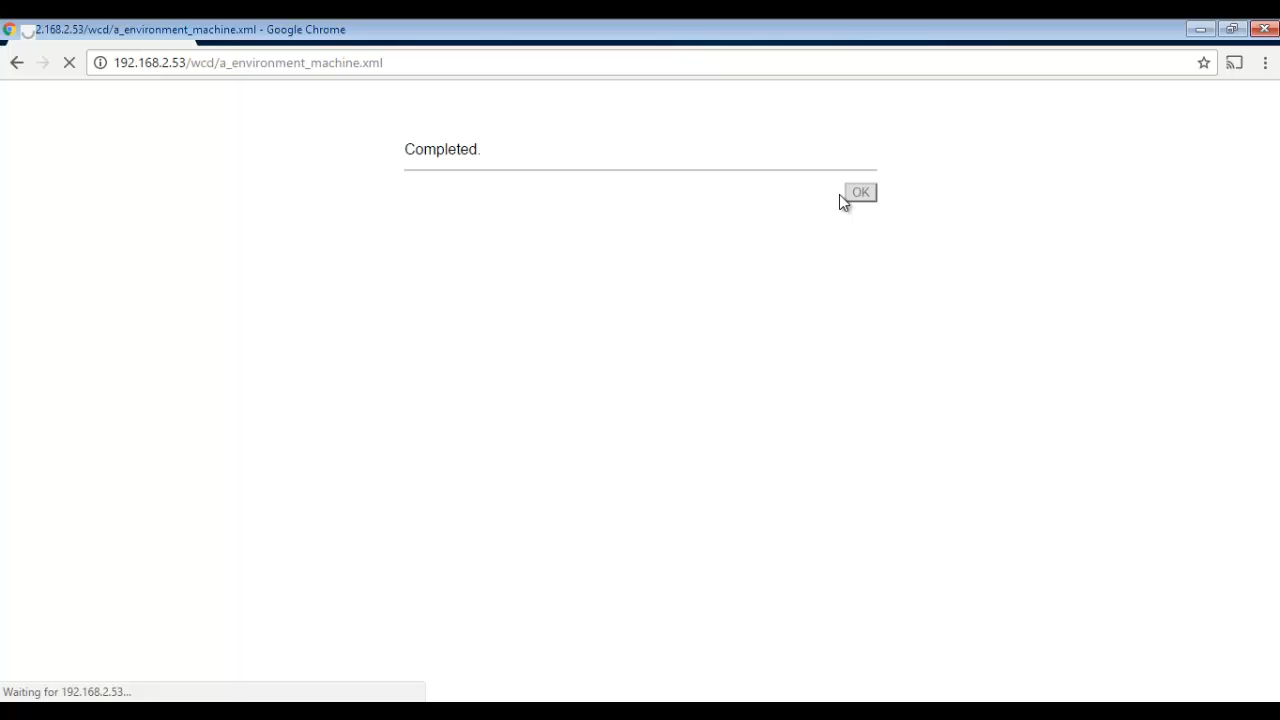 2.168.2.53/wcd/a_environment_machine.xml - Google Chrome
192.168.2.53/wcd/a_environment_machine.xml
Completed.
OK
Waiting for 192.168.2.53...